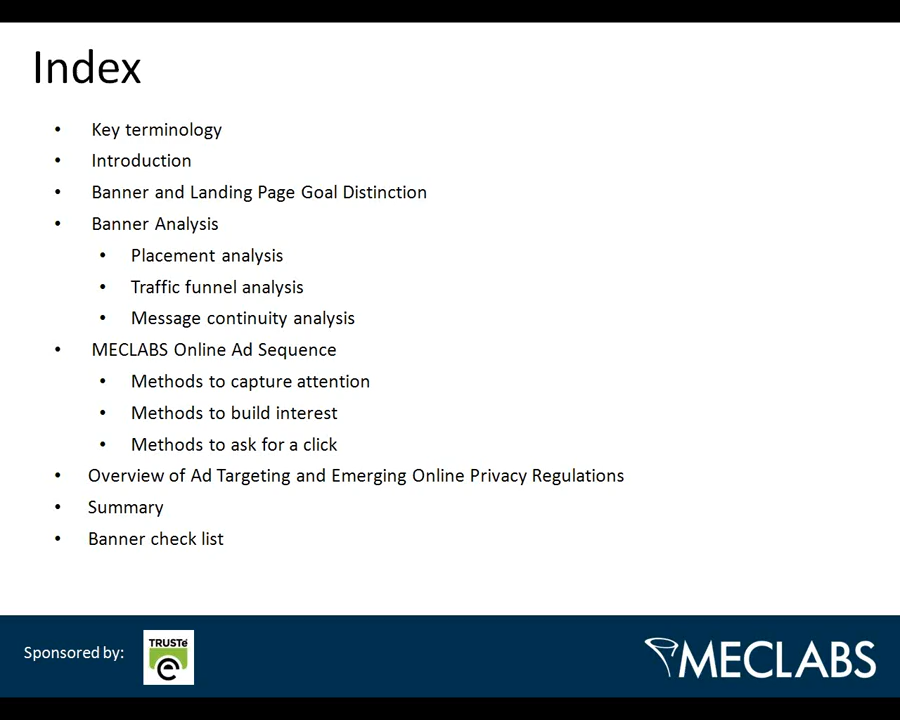 Index
• Key terminology
• Introduction
• Banner and Landing Page Goal Distinction
• Banner Analysis
• Placement analysis
• Traffic funnel analysis
• Message continuity analysis
• MECLABS Online Ad Sequence
• Methods to capture attention
• Methods to build interest
• Methods to ask for a click
• Overview of Ad Targeting and Emerging Online Privacy Regulations
• Summary
• Banner check list
Sponsored by:
TRUSTe
e
MECLABS